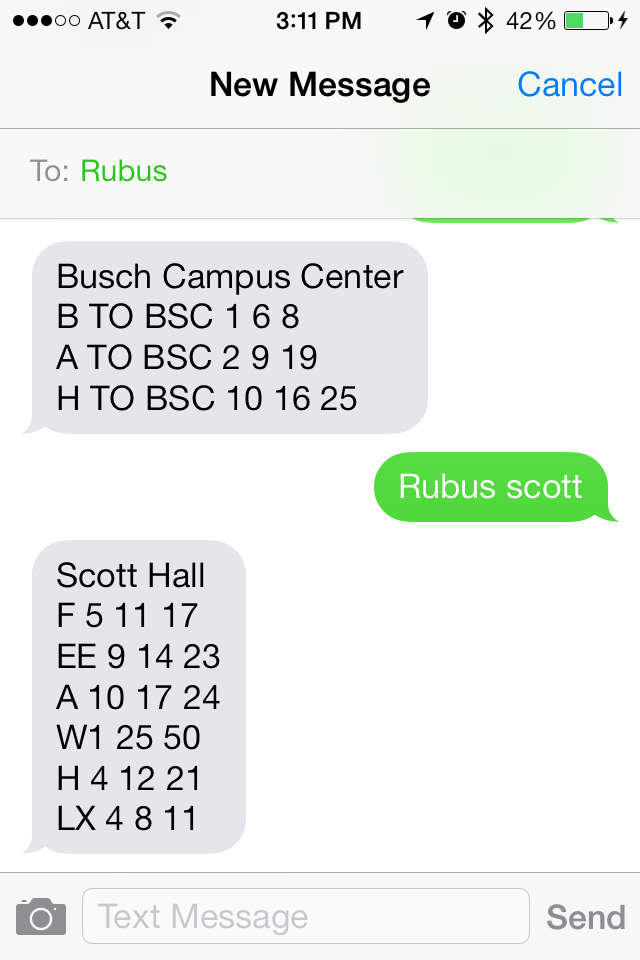 AT&T 3:11 PM 42%
New Message Cancel
To: Rubus
Busch Campus Center
B TO BSC 1 6 8
A TO BSC 2 9 19
H TO BSC 10 16 25
Rubus scott
Scott Hall
F 5 11 17
EE 9 14 23
A 10 17 24
W1 25 50
H 4 12 21
LX 4 8 11
Text Message Send